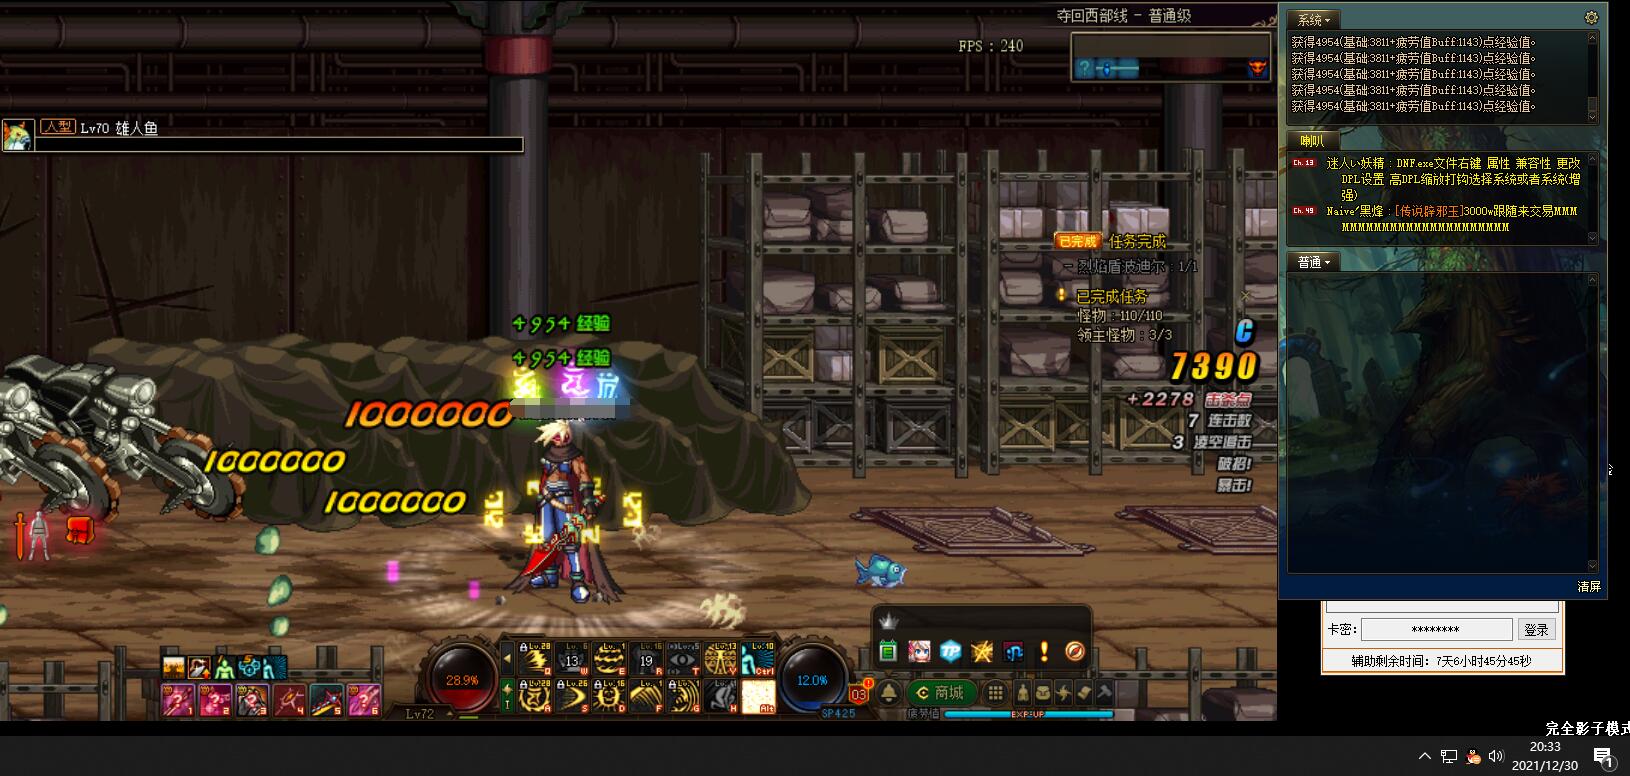 夺回西部线 - 普通级
FPS : 240
人型 Lv70 雄人鱼
已完成 任务完成
- 烈焰盾波迪尔 : 1/1
已完成任务
怪物 : 110/110
领主怪物 : 3/3
C
7390
+2278 击杀点
7 连击数
3 凌空追击
破招!
暴击!
+954+ 经验
+954+ 经验
1000000
1000000
1000000
28.9%
12.0%
Lv72
SP425
03
商城
疲劳值
EXP-UP
系统
获得4954(基础:3811+疲劳值Buff:1143)点经验值。
获得4954(基础:3811+疲劳值Buff:1143)点经验值。
获得4954(基础:3811+疲劳值Buff:1143)点经验值。
获得4954(基础:3811+疲劳值Buff:1143)点经验值。
获得4954(基础:3811+疲劳值Buff:1143)点经验值。
喇叭
Ch.13 迷人い妖精 : DNF.exe文件右键 属性 兼容性 更改
DPL设置 高DPL缩放打钩选择系统或者系统(增
强)
Ch.49 Naive′黑烽 : [传说辟邪玉]3000w跟随来交易MMM
MMMMMMMMMMMMMMMMMMMMM
普通
清屏
卡密: ******** 登录
辅助剩余时间: 7天6小时45分45秒
完全影子模式
20:33
2021/12/30
1